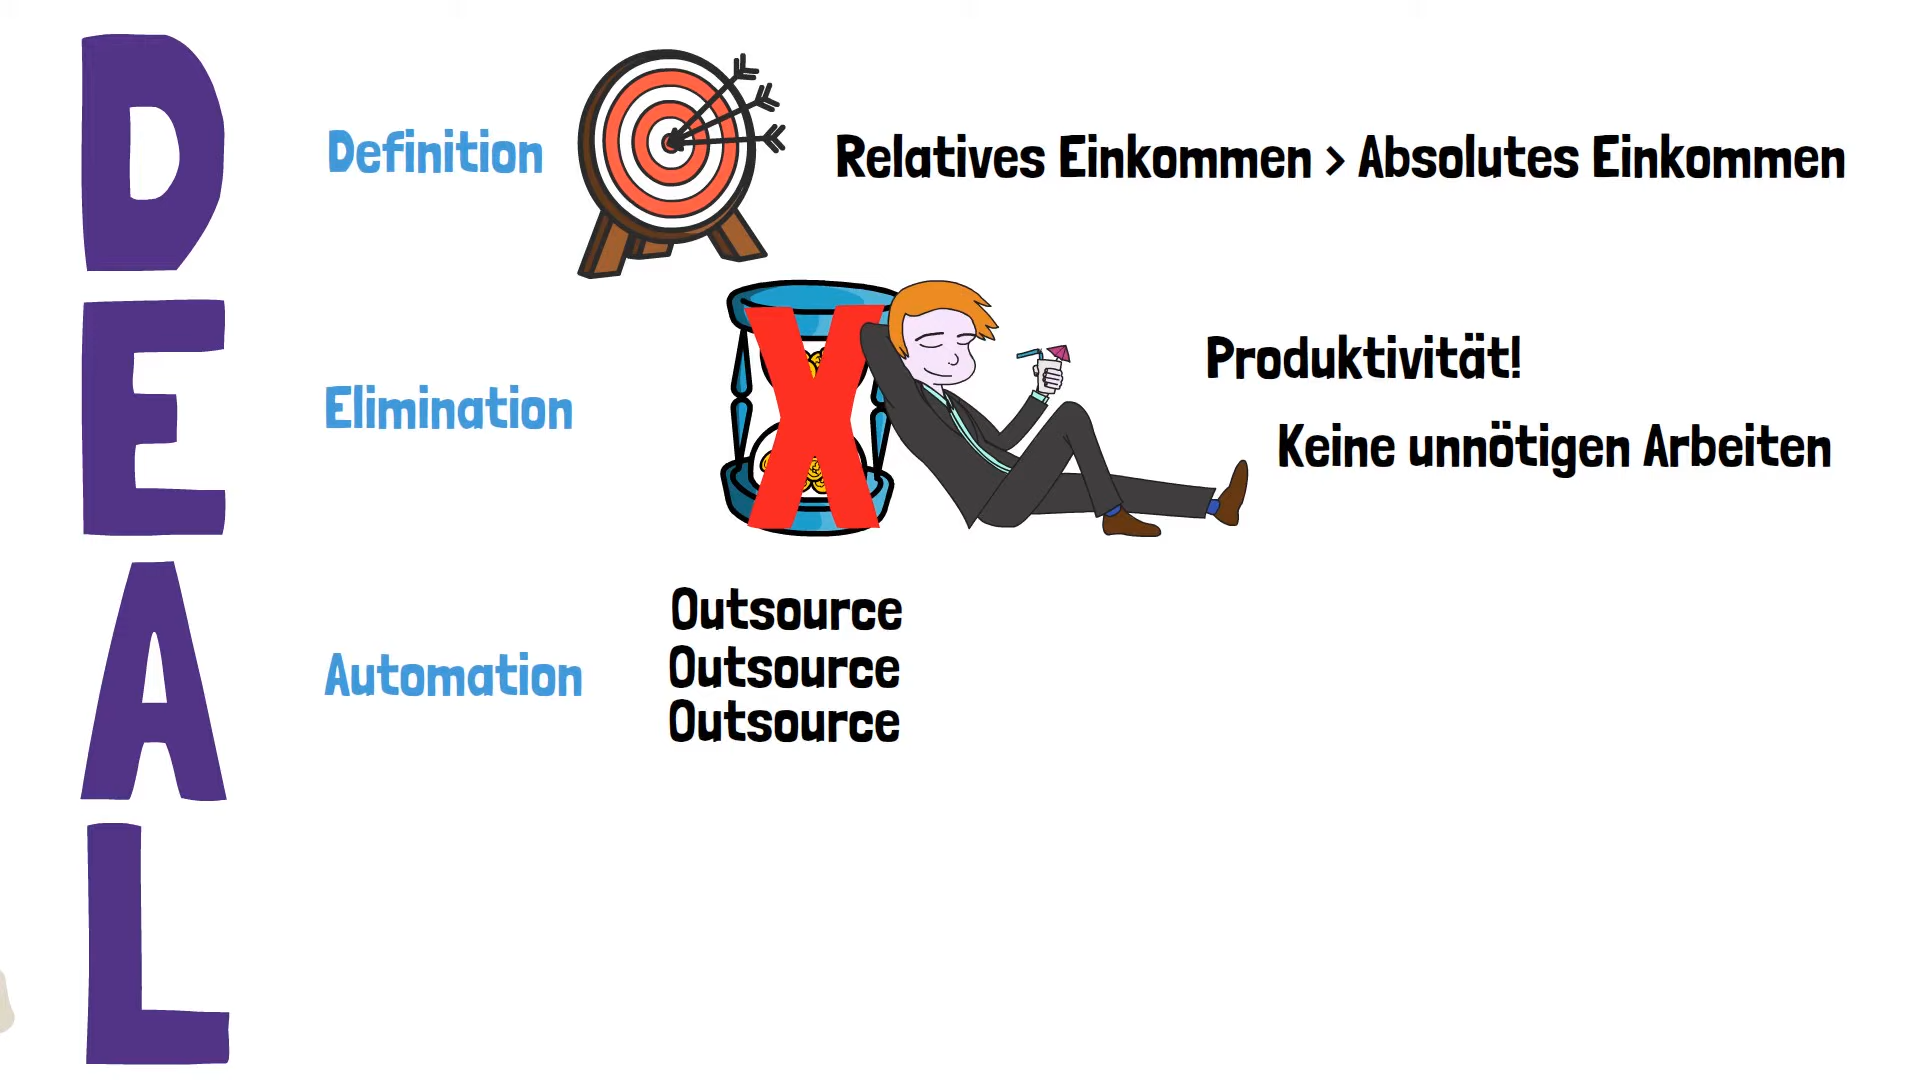 D
Definition
Relatives Einkommen > Absolutes Einkommen
E
Elimination
X
Produktivität!
Keine unnötigen Arbeiten
A
Automation
Outsource
Outsource
Outsource
L